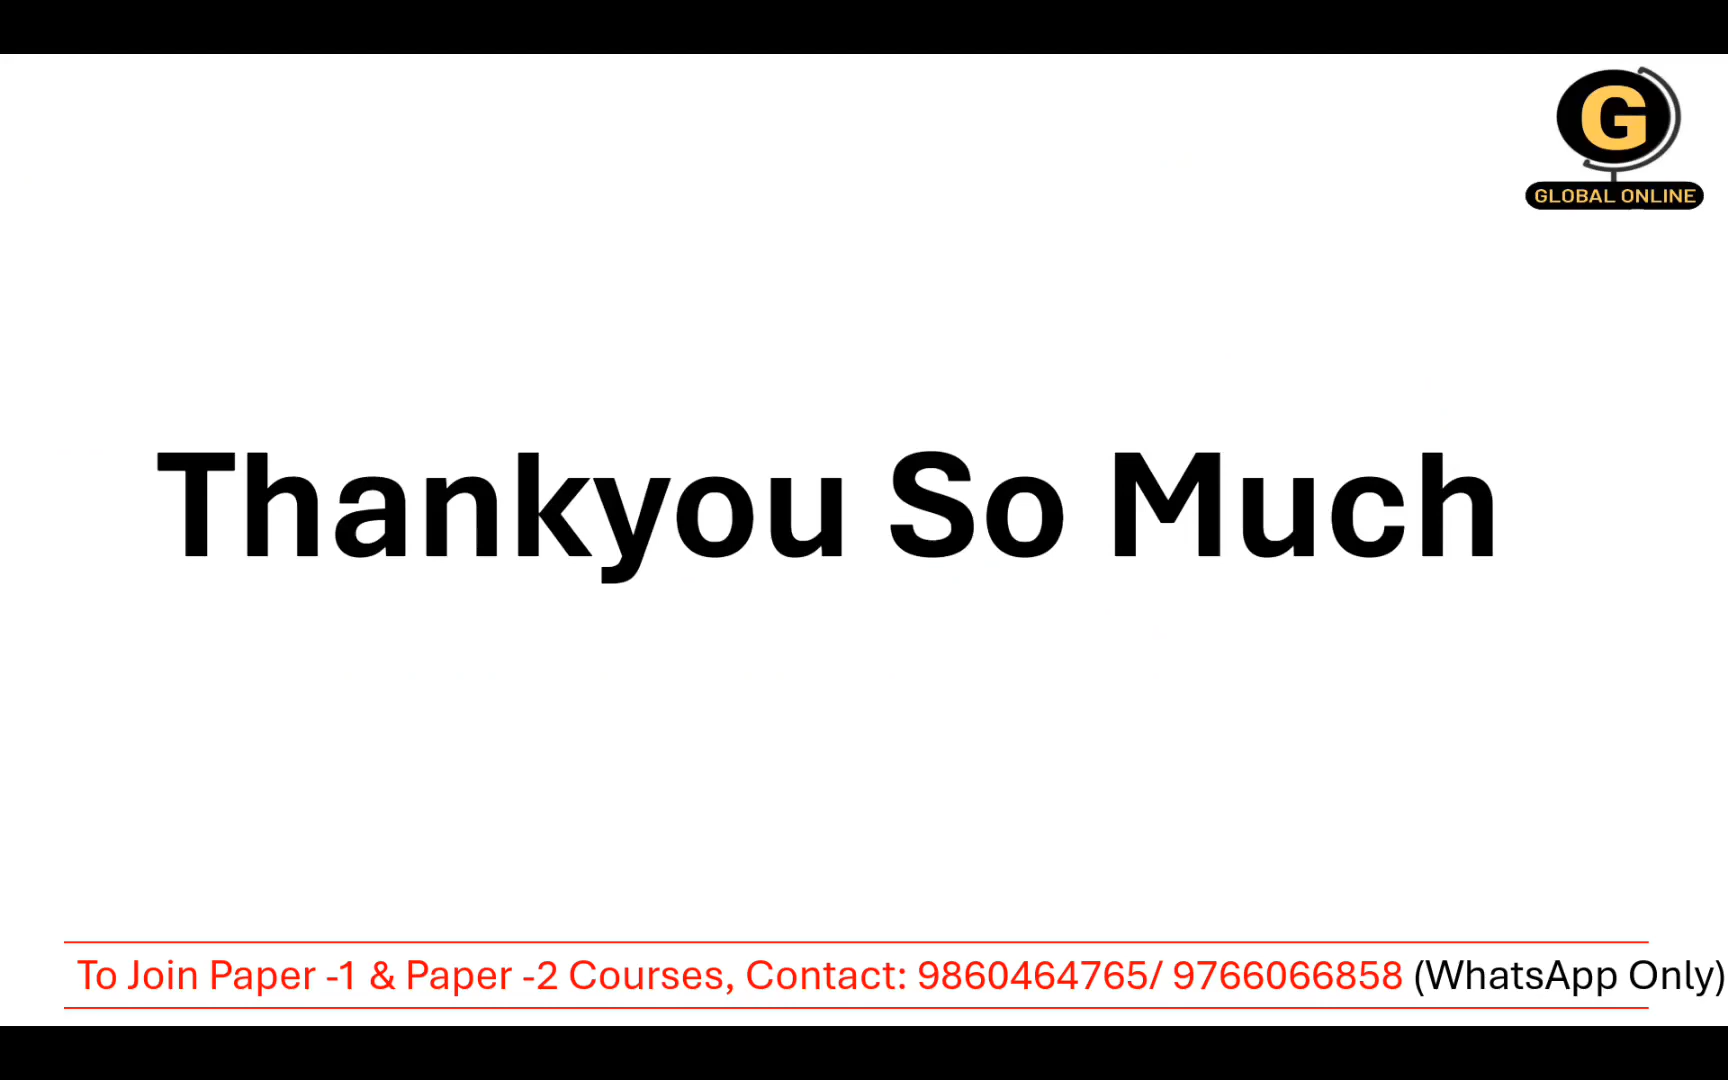 G
GLOBAL ONLINE
Thankyou So Much
To Join Paper -1 & Paper -2 Courses, Contact: 9860464765/ 9766066858 (WhatsApp Only)